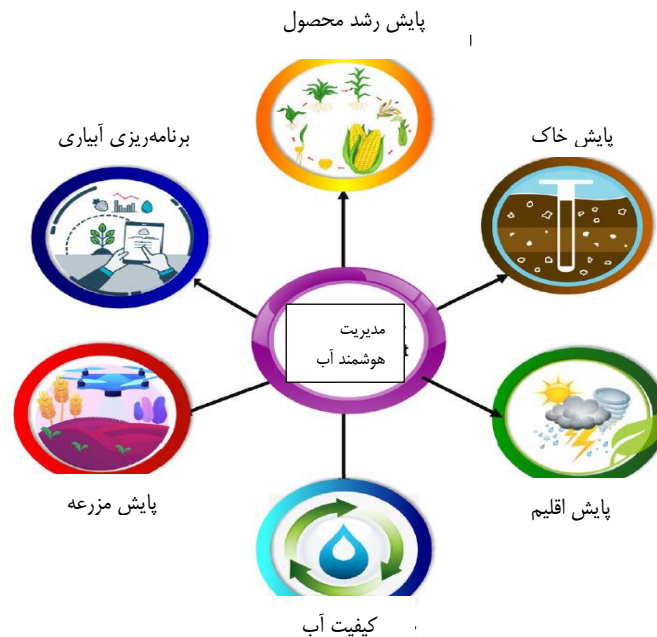 پایش رشد محصول
پایش خاک
برنامه‌ریزی آبیاری
مدیریت
هوشمند آب
پایش مزرعه
پایش اقلیم
کیفیت آب